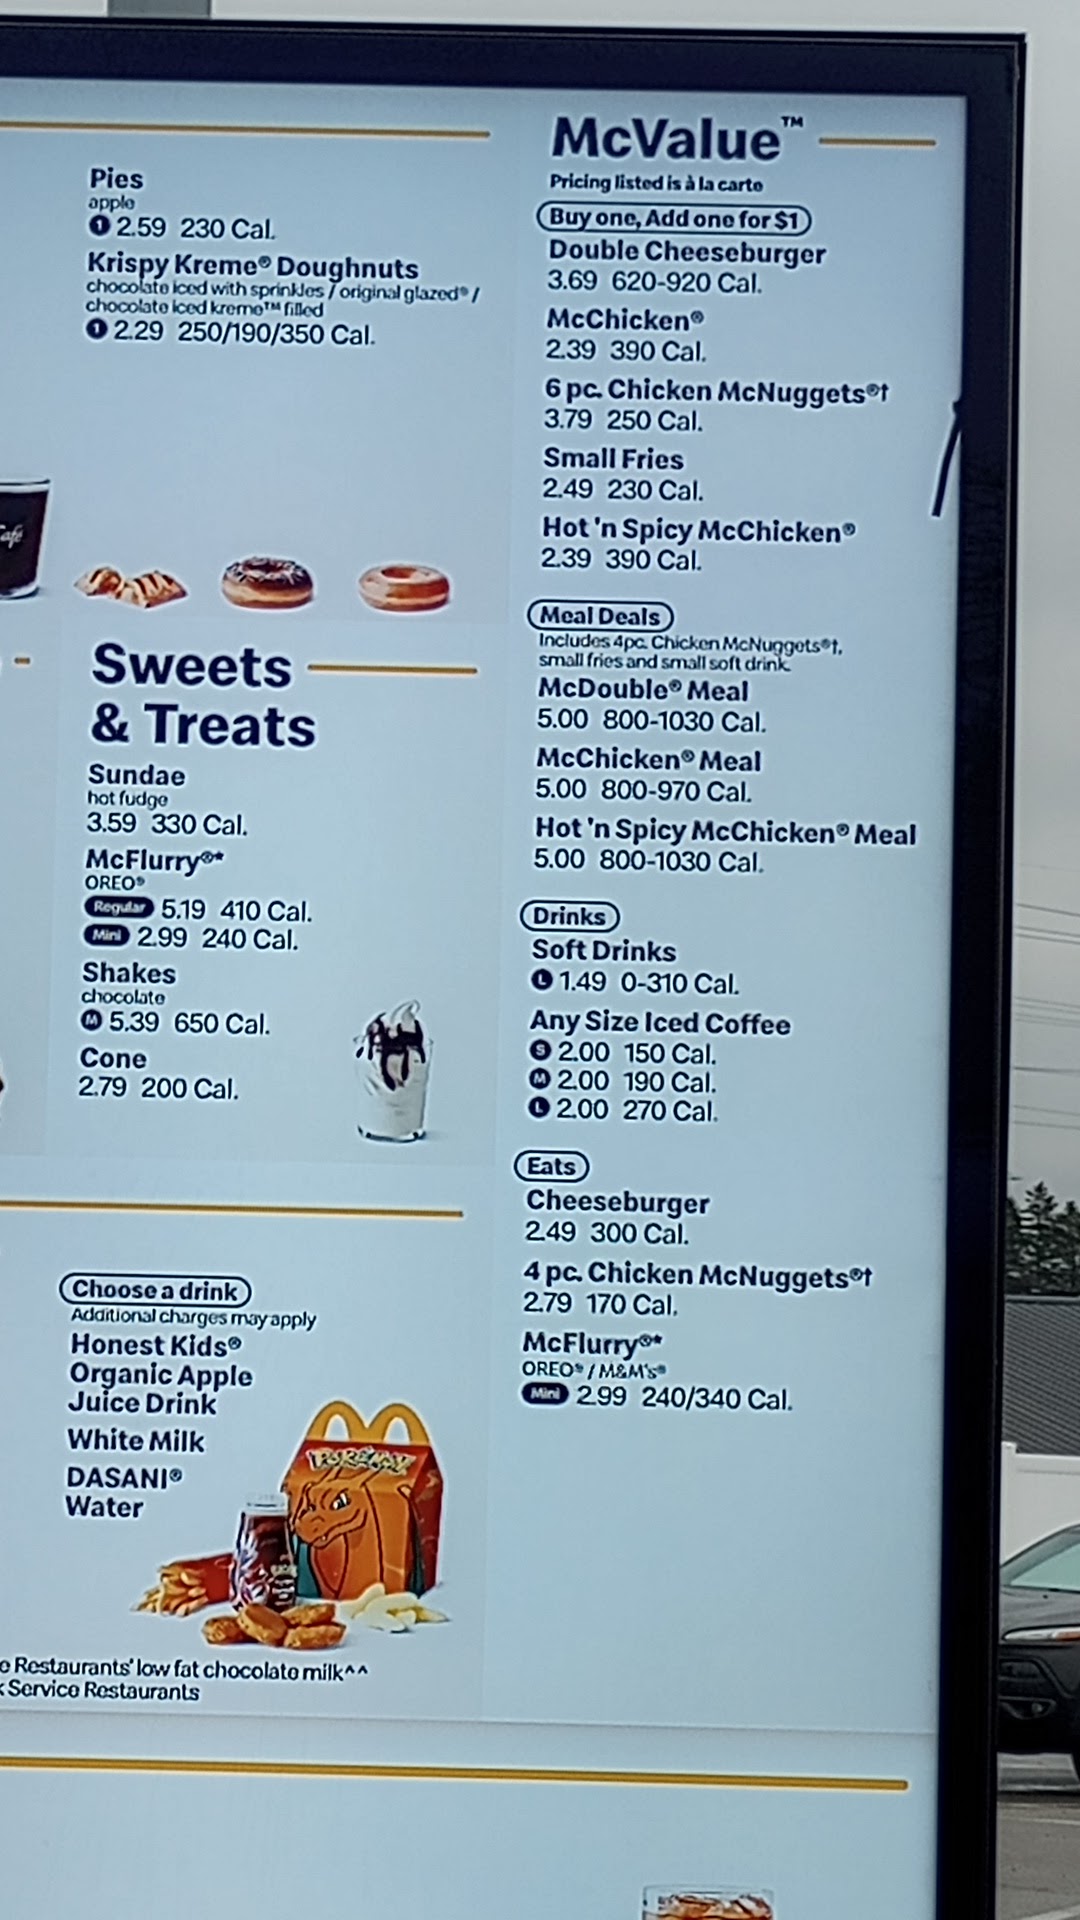 Pies
apple
1 2.59 230 Cal.
Krispy Kreme® Doughnuts
chocolate iced with sprinkles / original glazed® /
chocolate iced kreme™ filled
1 2.29 250/190/350 Cal.
Café
Sweets
& Treats
Sundae
hot fudge
3.59 330 Cal.
McFlurry®*
OREO®
Regular 5.19 410 Cal.
Mini 2.99 240 Cal.
Shakes
chocolate
M 5.39 650 Cal.
Cone
2.79 200 Cal.
Choose a drink
Additional charges may apply
Honest Kids®
Organic Apple
Juice Drink
White Milk
DASANI®
Water
POKÉMON
Restaurants' low fat chocolate milk^^
Service Restaurants
McValue™
Pricing listed is à la carte
Buy one, Add one for $1
Double Cheeseburger
3.69 620-920 Cal.
McChicken®
2.39 390 Cal.
6 pc. Chicken McNuggets®†
3.79 250 Cal.
Small Fries
2.49 230 Cal.
Hot 'n Spicy McChicken®
2.39 390 Cal.
Meal Deals
Includes 4pc. Chicken McNuggets®†,
small fries and small soft drink.
McDouble® Meal
5.00 800-1030 Cal.
McChicken® Meal
5.00 800-970 Cal.
Hot 'n Spicy McChicken® Meal
5.00 800-1030 Cal.
Drinks
Soft Drinks
L 1.49 0-310 Cal.
Any Size Iced Coffee
S 2.00 150 Cal.
M 2.00 190 Cal.
L 2.00 270 Cal.
Eats
Cheeseburger
2.49 300 Cal.
4 pc. Chicken McNuggets®†
2.79 170 Cal.
McFlurry®*
OREO® / M&M's®
Mini 2.99 240/340 Cal.